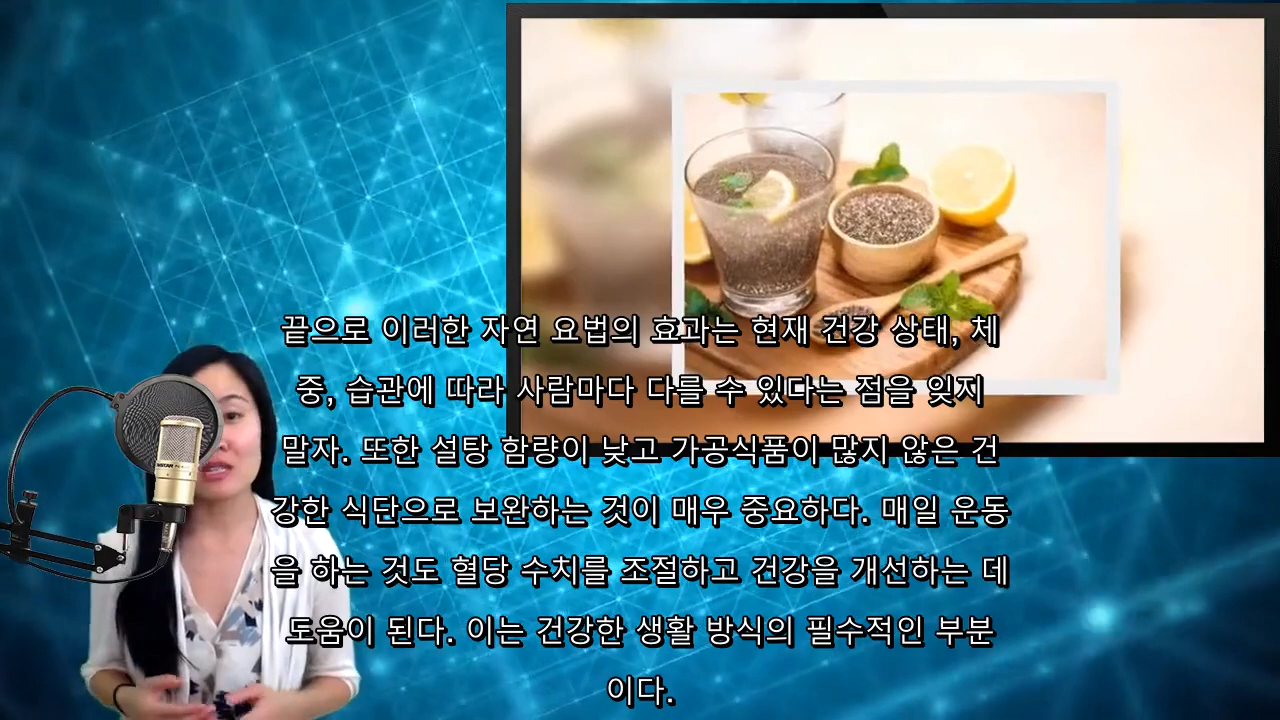 끝으로 이러한 자연 요법의 효과는 현재 건강 상태, 체
중, 습관에 따라 사람마다 다를 수 있다는 점을 잊지
말자. 또한 설탕 함량이 낮고 가공식품이 많지 않은 건
강한 식단으로 보완하는 것이 매우 중요하다. 매일 운동
을 하는 것도 혈당 수치를 조절하고 건강을 개선하는 데
도움이 된다. 이는 건강한 생활 방식의 필수적인 부분
이다.